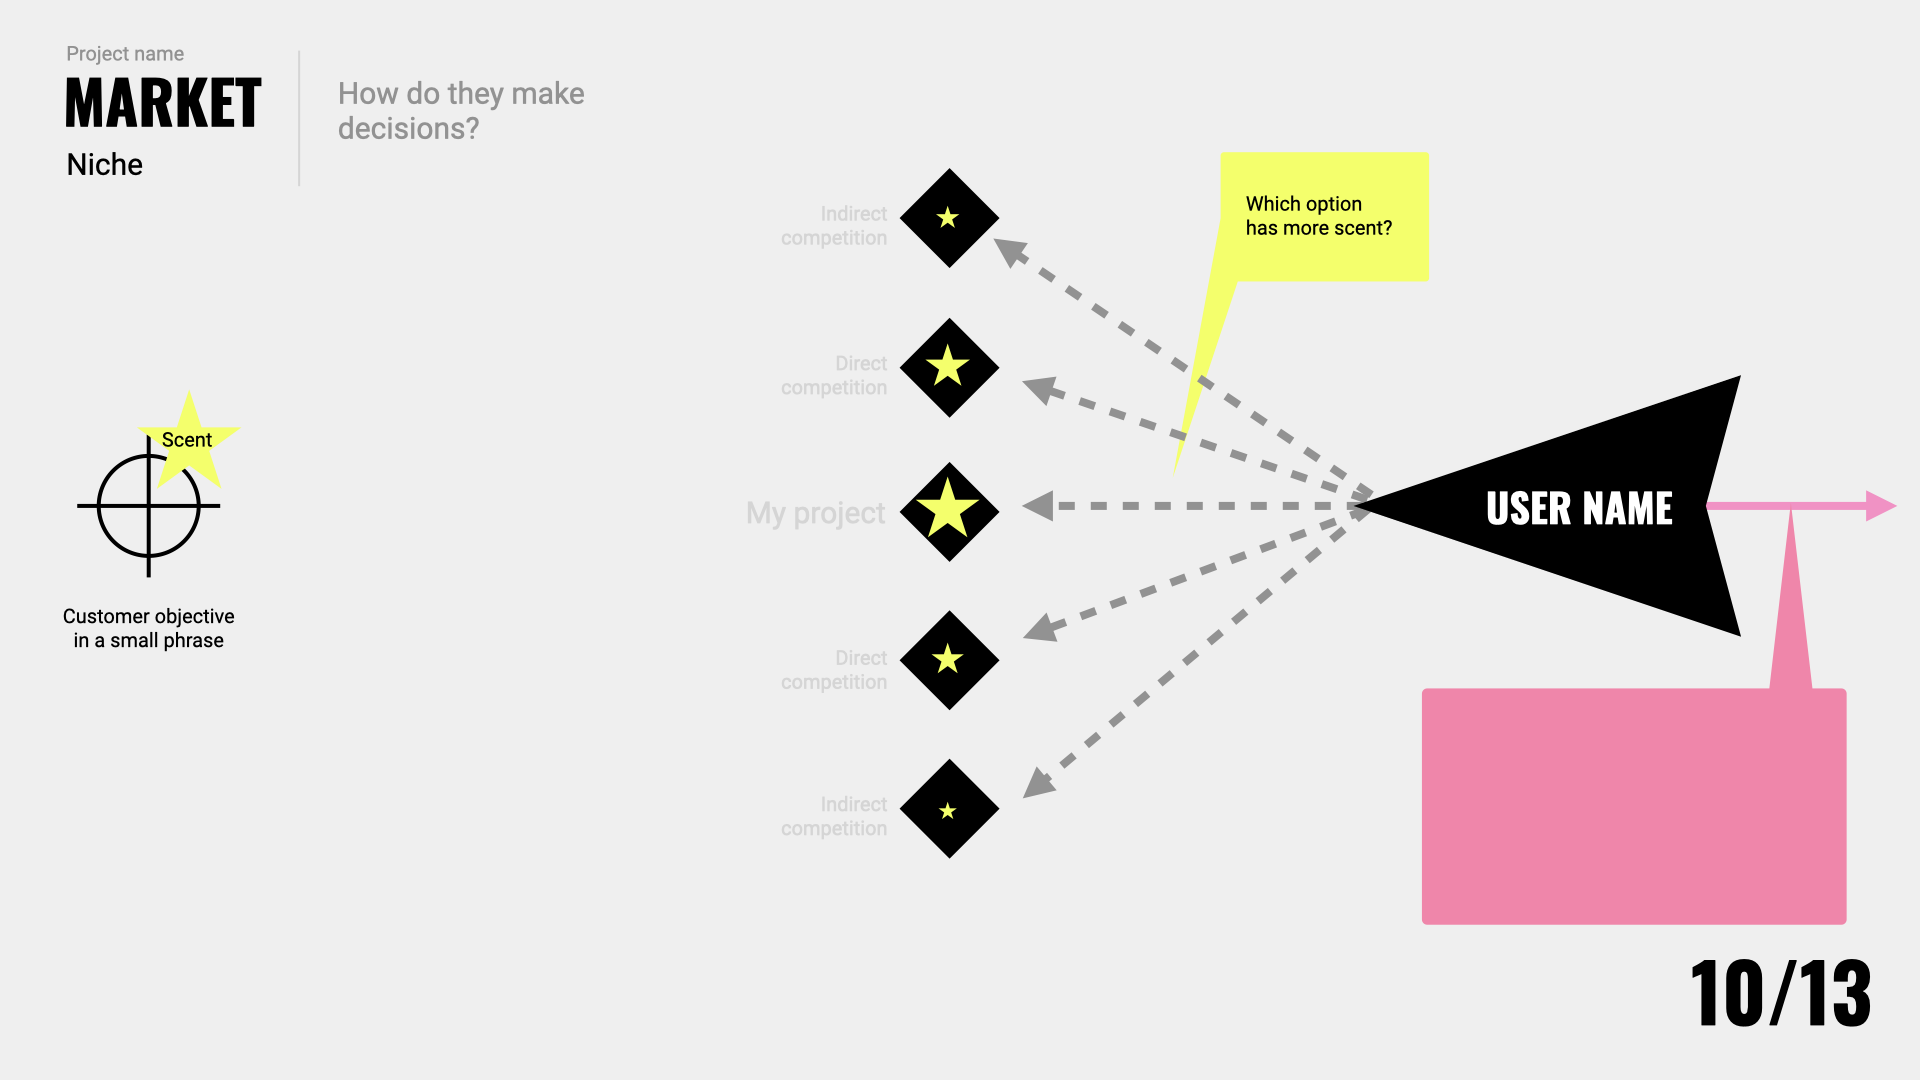 Project name
MARKET
Niche
How do they make
decisions?
Indirect
competition
Which option
has more scent?
Direct
competition
Scent
My project
USER NAME
Customer objective
in a small phrase
Direct
competition
Indirect
competition
10/13